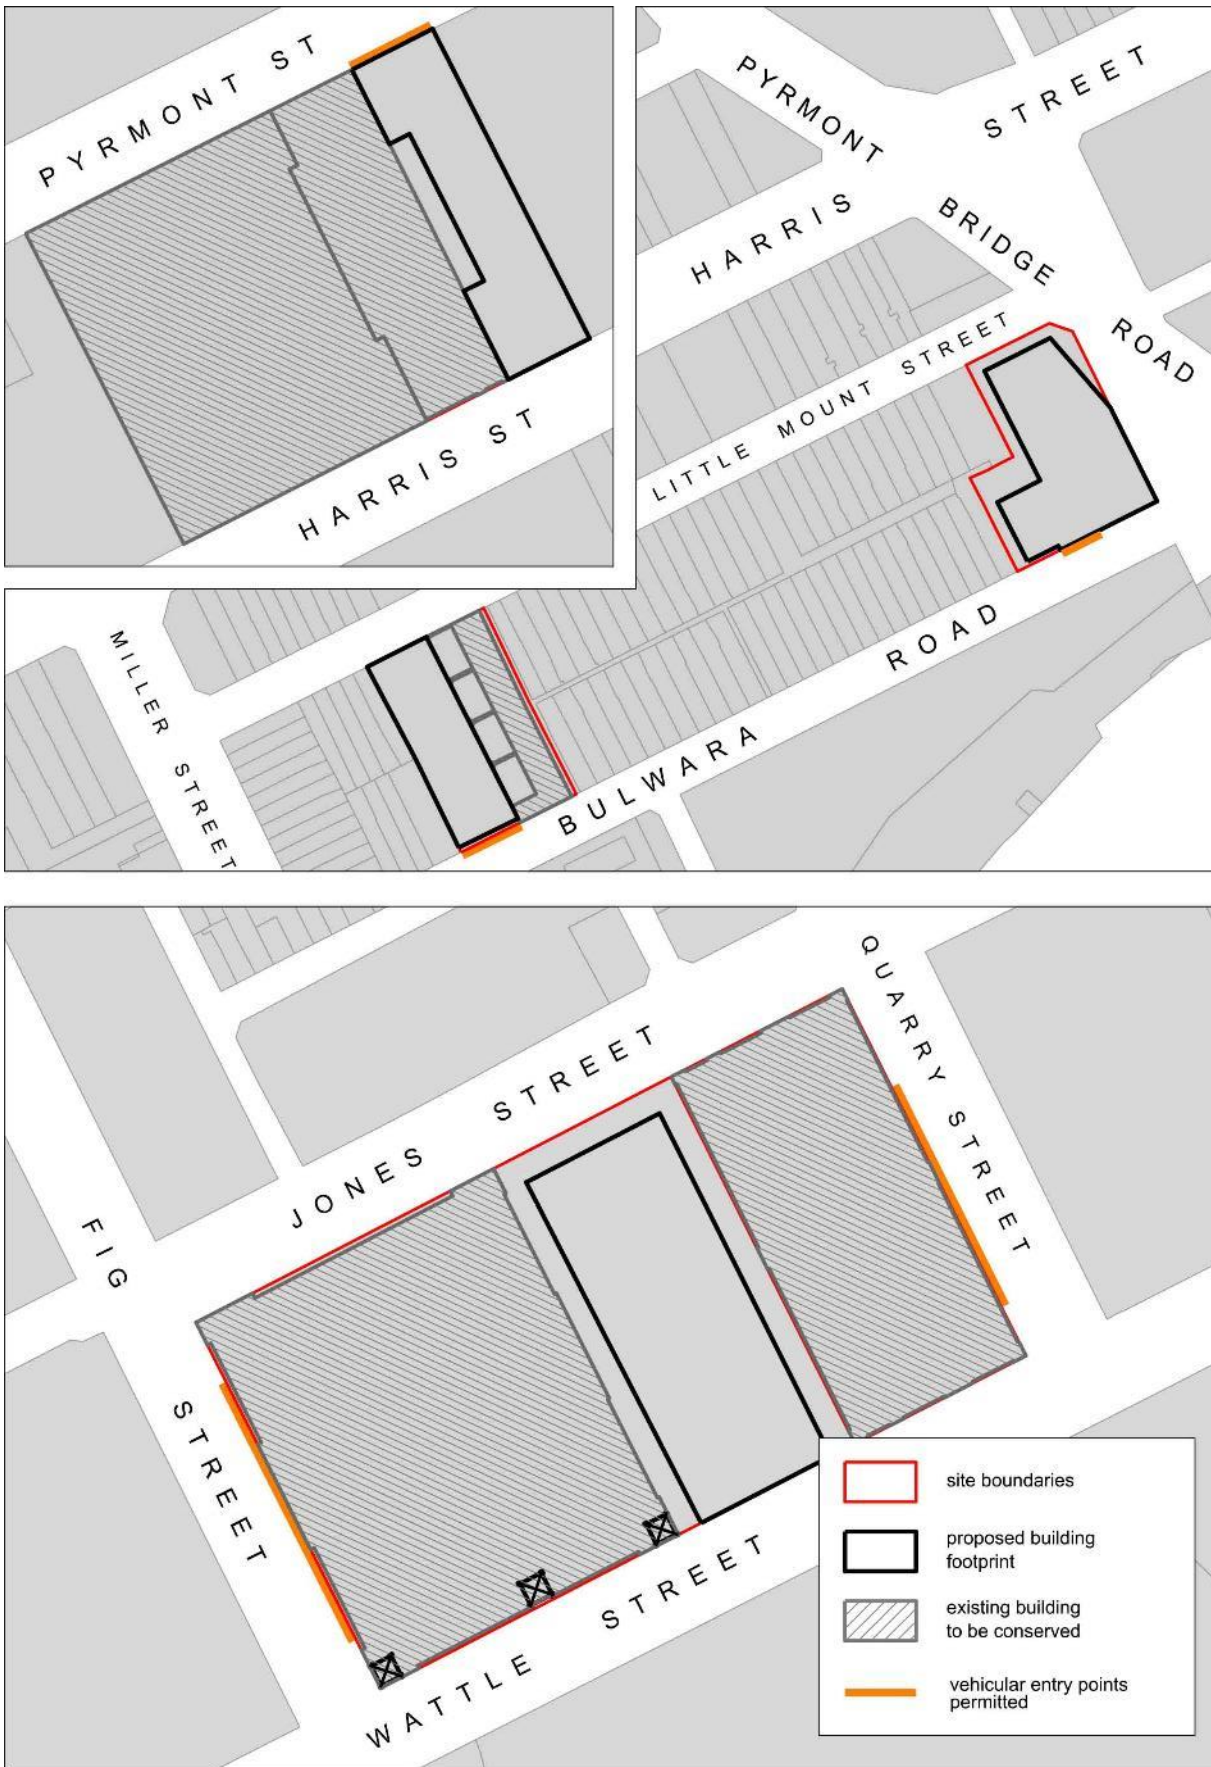 PYRMONT ST
HARRIS ST
PYRMONT
BRIDGE
ROAD
HARRIS STREET
LITTLE MOUNT STREET
BULWARA ROAD
MILLER STREET
JONES STREET
QUARRY STREET
FIG STREET
WATTLE STREET
site boundaries
proposed building
footprint
existing building
to be conserved
vehicular entry points
permitted